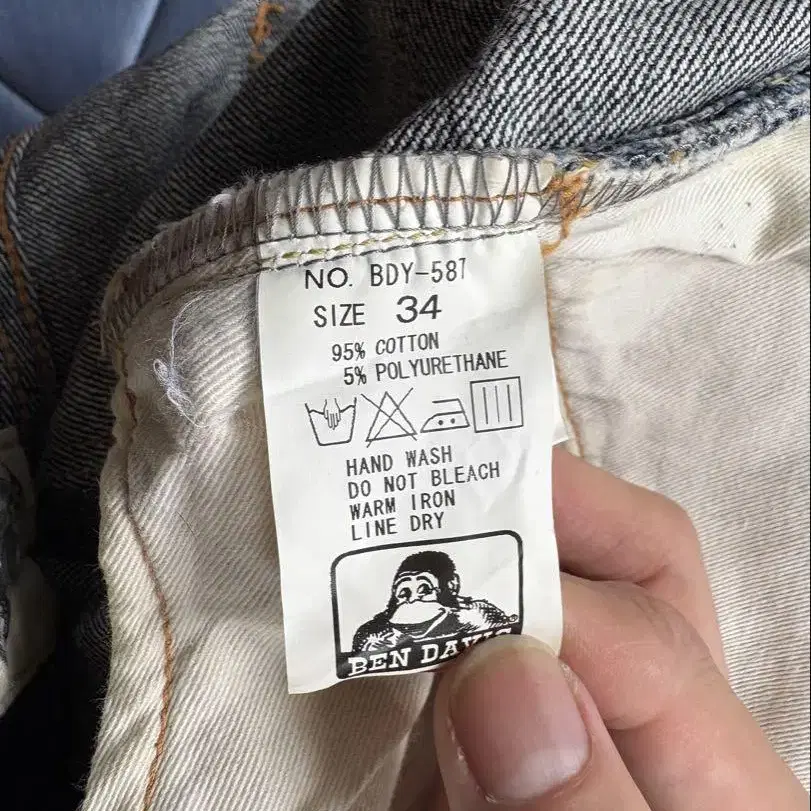 NO. BDY-587
SIZE 34
95% COTTON
5% POLYURETHANE
HAND WASH
DO NOT BLEACH
WARM IRON
LINE DRY
BEN DAVIS